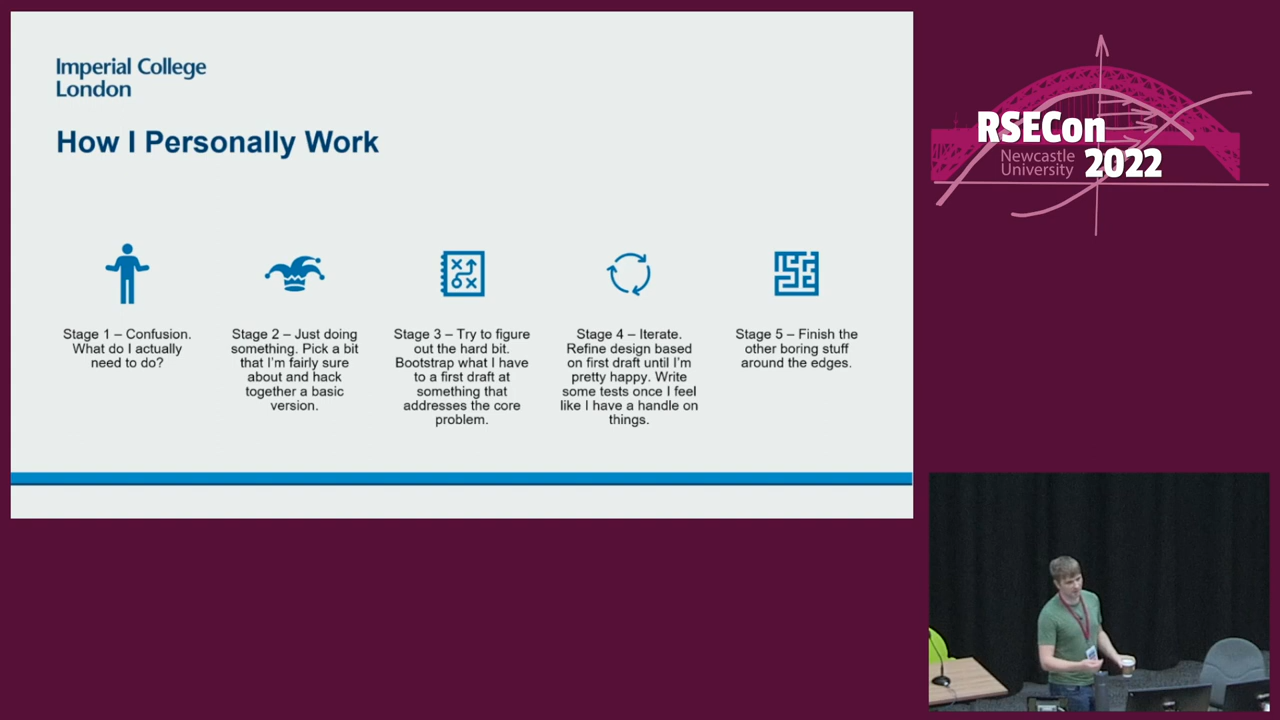 Imperial College
London
How I Personally Work
Stage 1 – Confusion.
What do I actually
need to do?
Stage 2 – Just doing
something. Pick a bit
that I'm fairly sure
about and hack
together a basic
version.
Stage 3 – Try to figure
out the hard bit.
Bootstrap what I have
to a first draft at
something that
addresses the core
problem.
Stage 4 – Iterate.
Refine design based
on first draft until I'm
pretty happy. Write
some tests once I feel
like I have a handle on
things.
Stage 5 – Finish the
other boring stuff
around the edges.
RSECon
Newcastle
University
2022